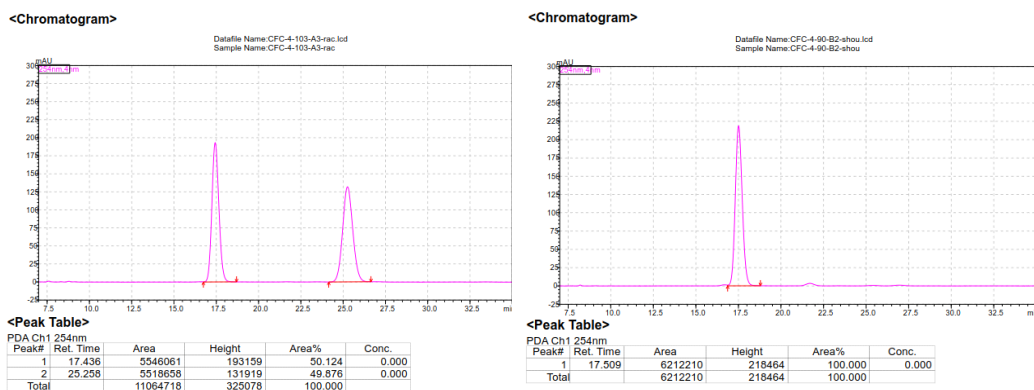 <Chromatogram>
Datafile Name:CFC-4-103-A3-rac.lcd
Sample Name:CFC-4-103-A3-rac
mAU
300
275
250
225
200
175
150
125
100
75
50
25
0
-25
7.5 10.0 12.5 15.0 17.5 20.0 22.5 25.0 27.5 30.0 32.5 mi
<Peak Table>
PDA Ch1 254nm
Peak# Ret. Time Area Height Area% Conc.
1 17.436 5546061 193159 50.124 0.000
2 25.258 5518658 131919 49.876 0.000
Total 11064718 325078 100.000
<Chromatogram>
Datafile Name:CFC-4-90-B2-shou.lcd
Sample Name:CFC-4-90-B2-shou
mAU
300
275
250
225
200
175
150
125
100
75
50
25
0
-25
7.5 10.0 12.5 15.0 17.5 20.0 22.5 25.0 27.5 30.0 32.5 mi
<Peak Table>
PDA Ch1 254nm
Peak# Ret. Time Area Height Area% Conc.
1 17.509 6212210 218464 100.000 0.000
Total 6212210 218464 100.000